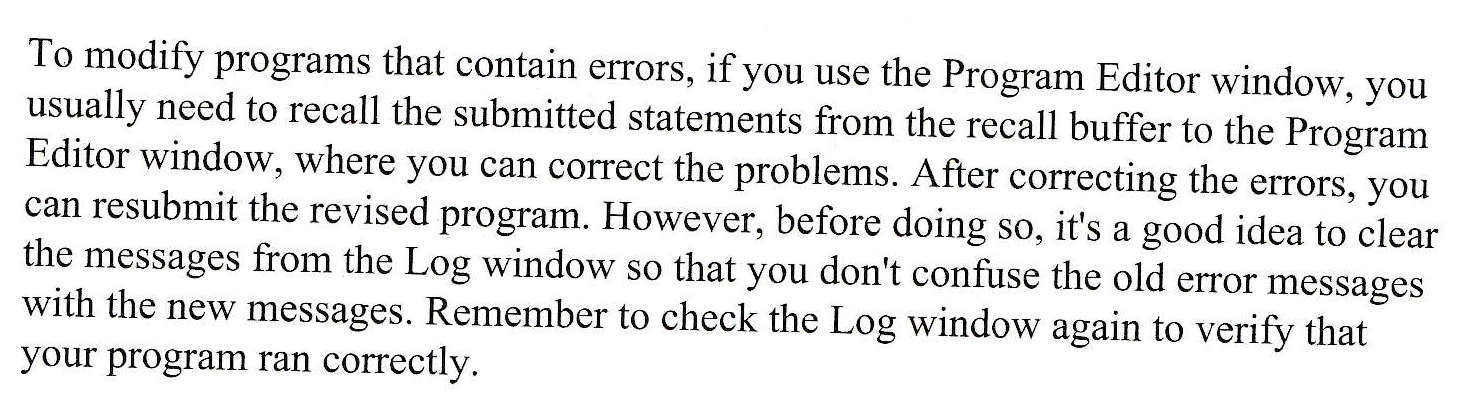 To modify programs that contain errors, if you use the Program Editor window, you
usually need to recall the submitted statements from the recall buffer to the Program
Editor window, where you can correct the problems. After correcting the errors, you
can resubmit the revised program. However, before doing so, it's a good idea to clear
the messages from the Log window so that you don't confuse the old error messages
with the new messages. Remember to check the Log window again to verify that
your program ran correctly.